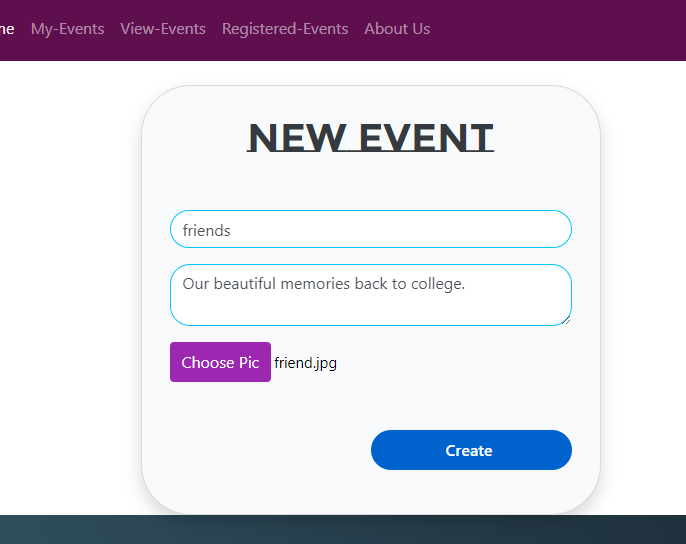 My-Events View-Events Registered-Events About Us
NEW EVENT
friends
Our beautiful memories back to college.
Choose Pic friend.jpg
Create